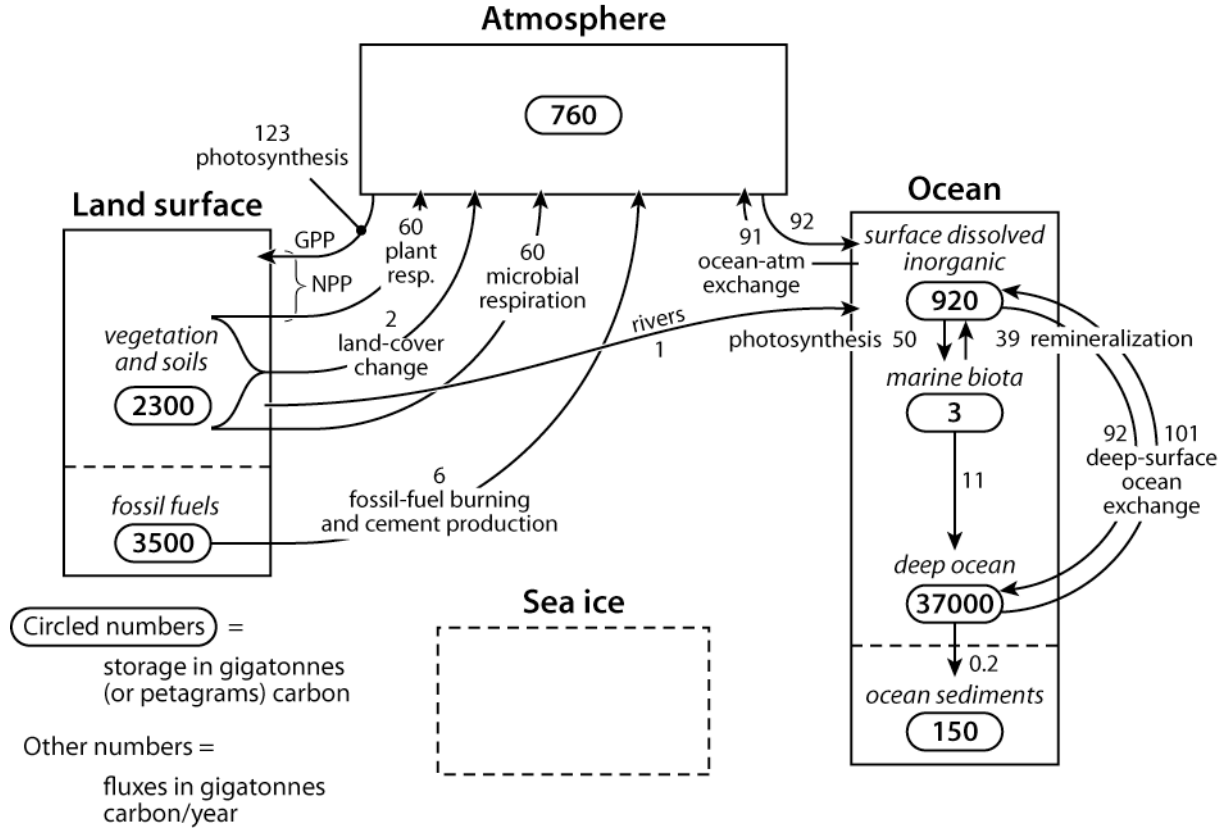 Atmosphere
760
123
photosynthesis
Land surface
Ocean
GPP
NPP
60
plant
resp.
60
microbial
respiration
91
ocean-atm
exchange
92
surface dissolved
inorganic
920
vegetation
and soils
2300
2
land-cover
change
rivers
1
photosynthesis 50
39 remineralization
marine biota
3
92
101
deep-surface
ocean
exchange
11
fossil fuels
3500
6
fossil-fuel burning
and cement production
deep ocean
37000
0.2
ocean sediments
150
Sea ice
Circled numbers =
storage in gigatonnes
(or petagrams) carbon
Other numbers =
fluxes in gigatonnes
carbon/year